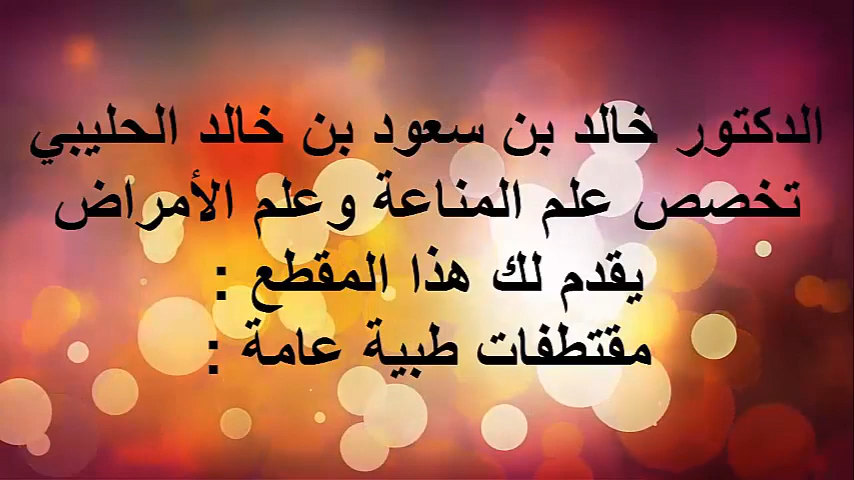 الدكتور خالد بن سعود بن خالد الحليبي
تخصص علم المناعة وعلم الأمراض
يقدم لك هذا المقطع :
مقتطفات طبية عامة :